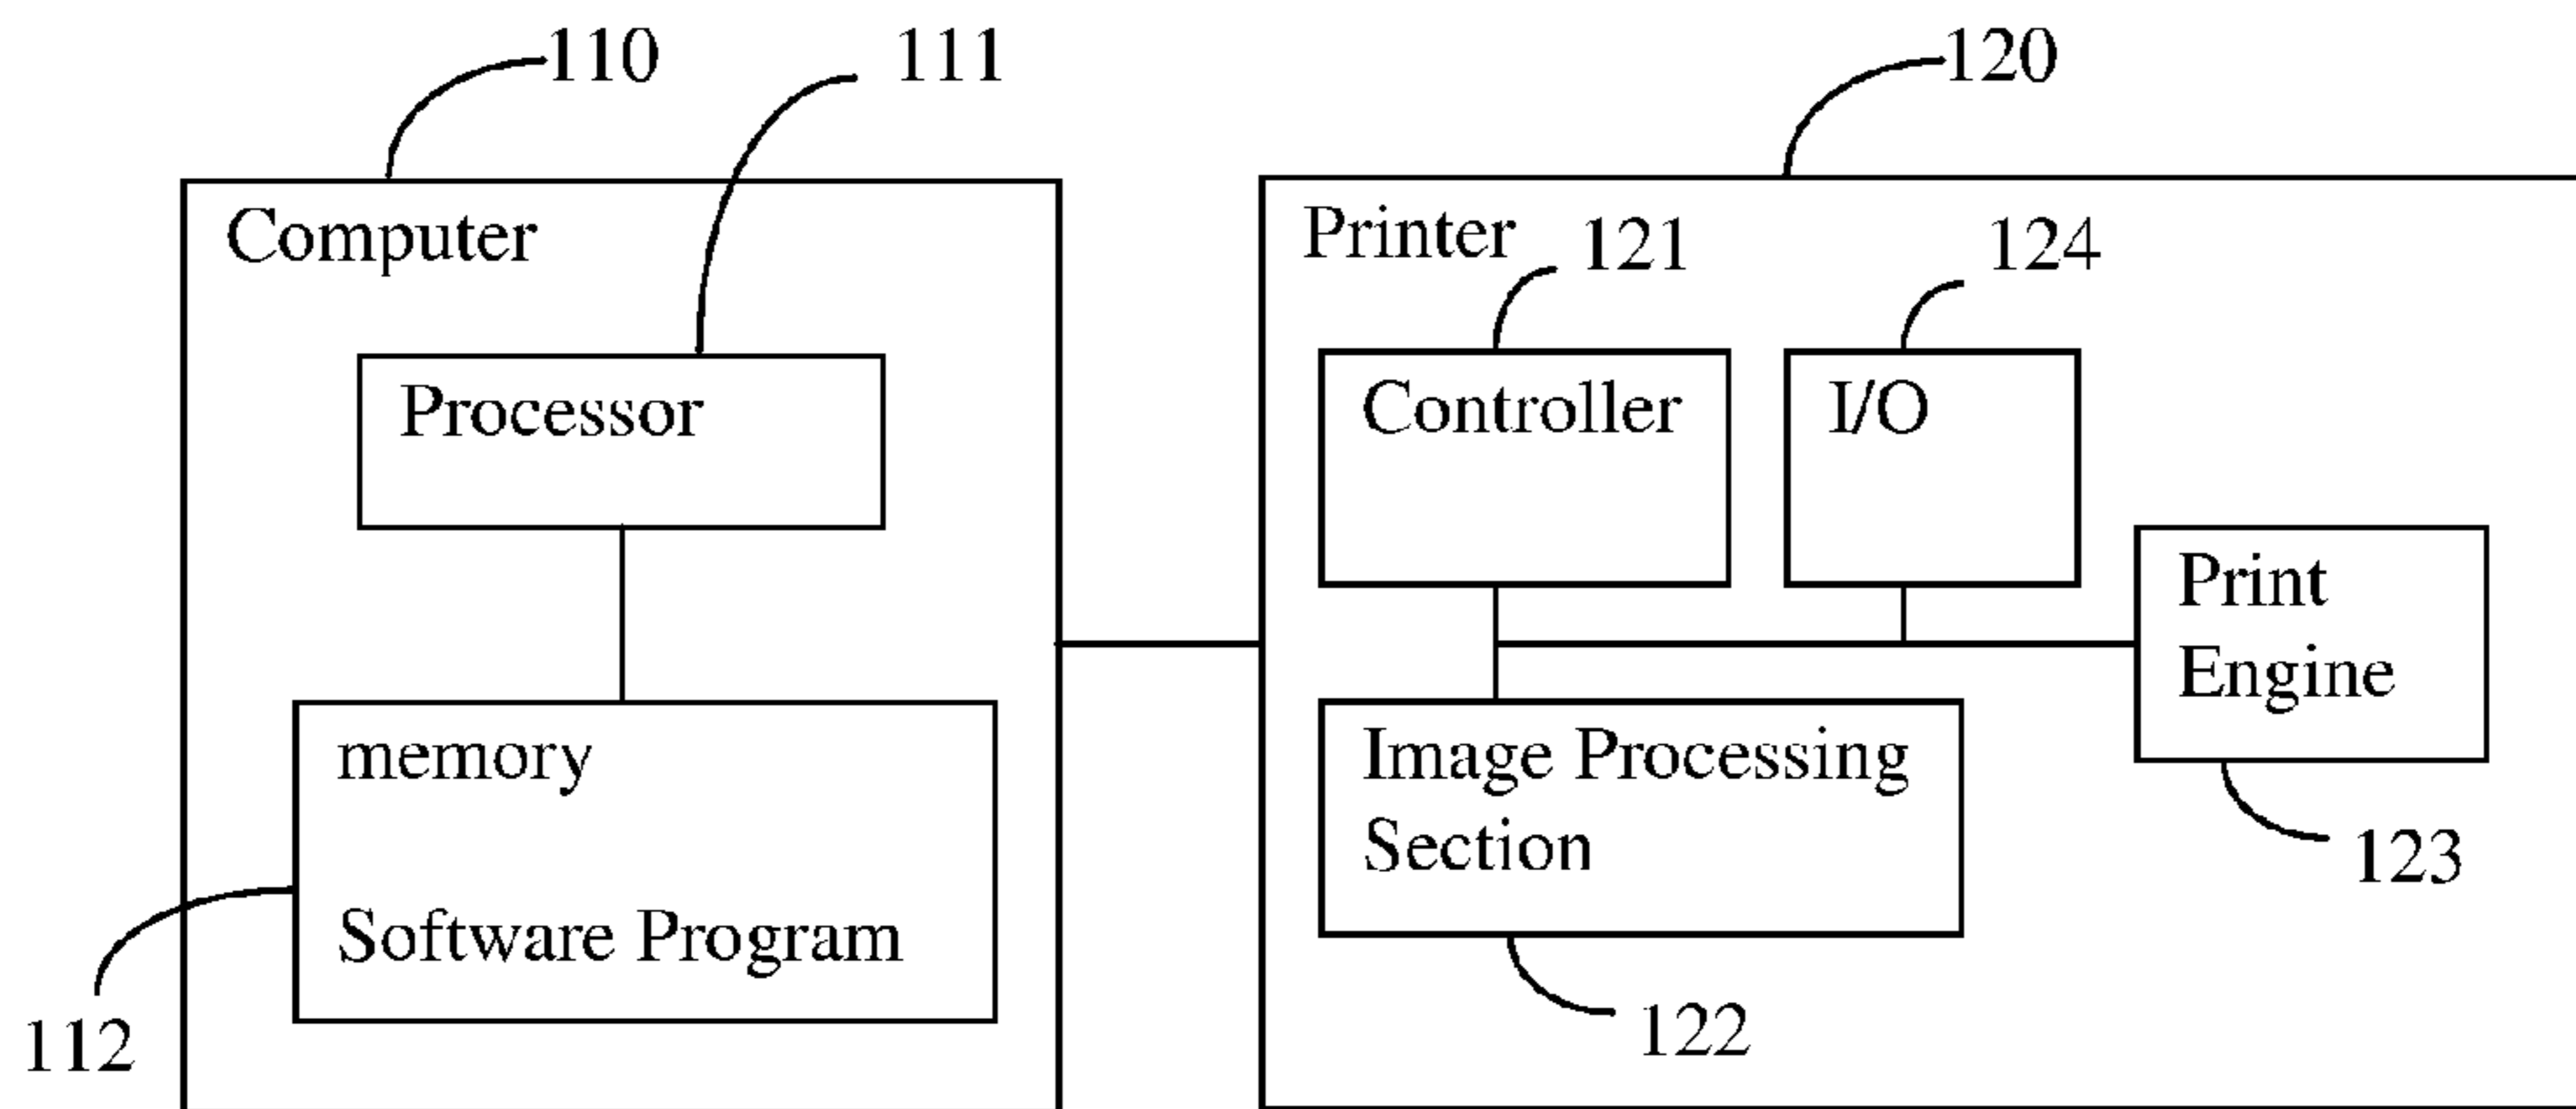 110
111
120
Computer
Printer
121
124
Processor
Controller
I/O
Print
Engine
memory
Software Program
Image Processing
Section
123
112
122